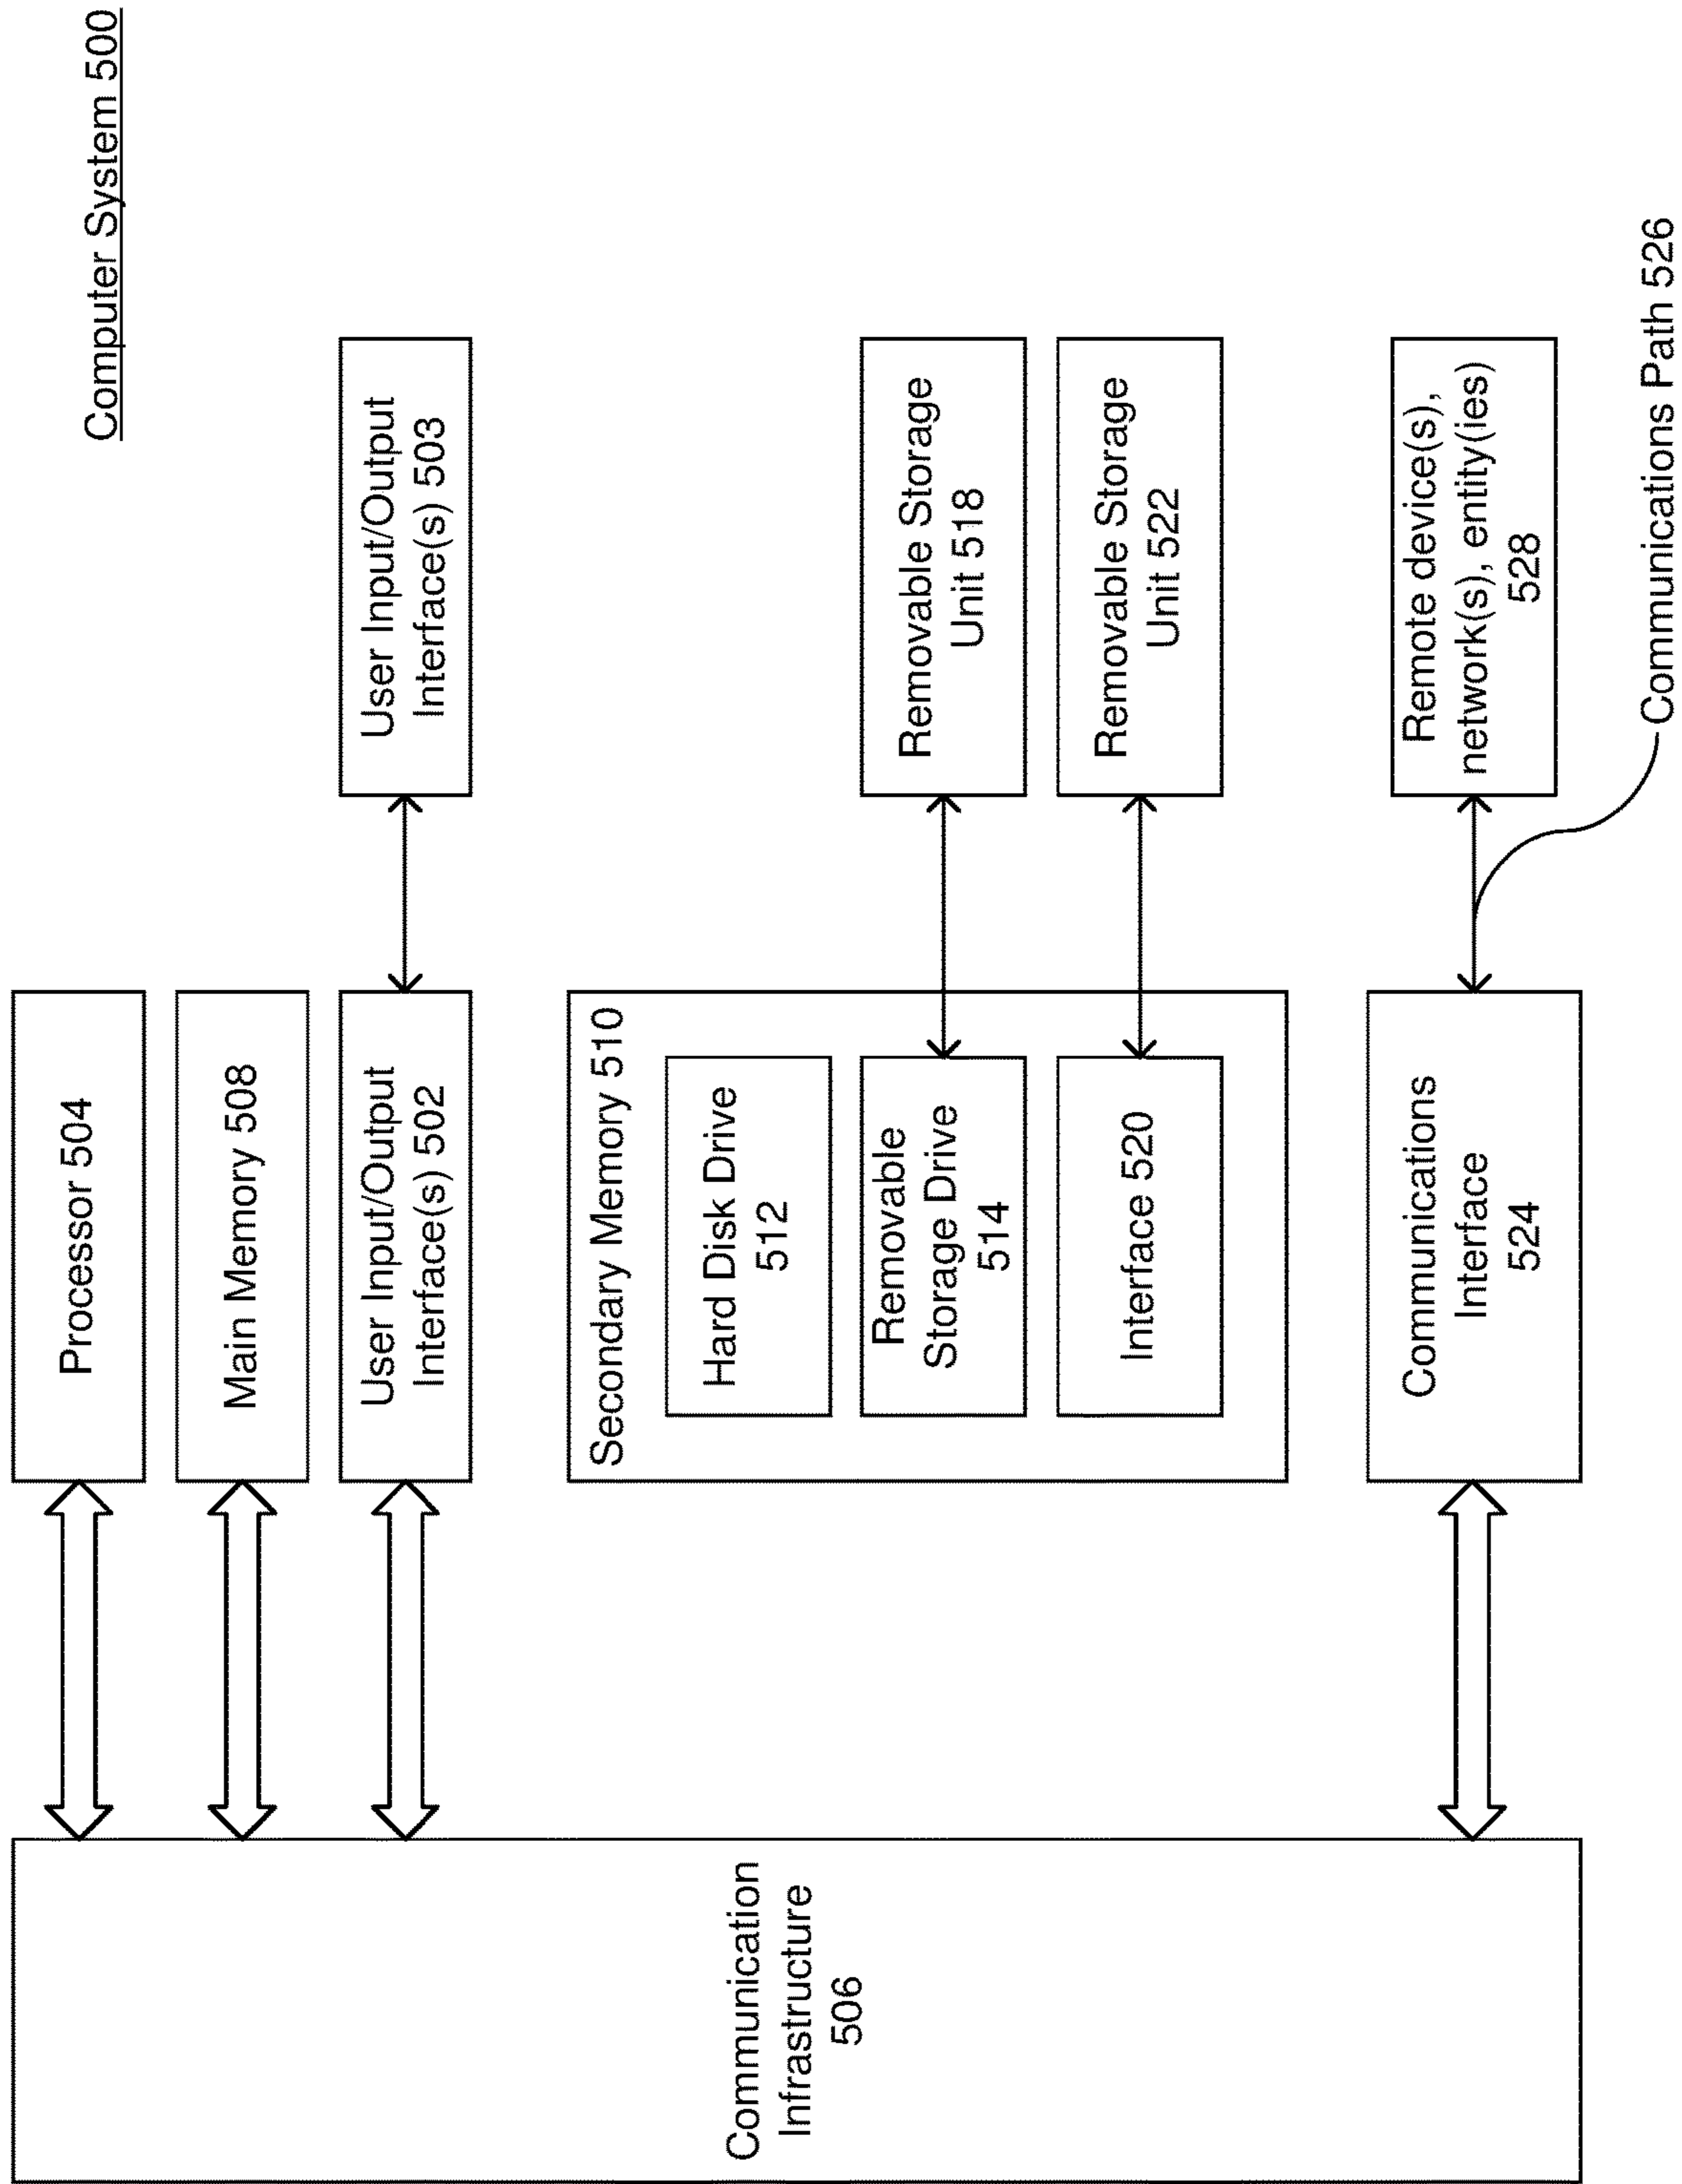 Computer System 500
Processor 504
Main Memory 508
User Input/Output
Interface(s) 502
User Input/Output
Interface(s) 503
Communication
Infrastructure
506
Secondary Memory 510
Hard Disk Drive
512
Removable
Storage Drive
514
Removable Storage
Unit 518
Interface 520
Removable Storage
Unit 522
Communications
Interface
524
Remote device(s),
network(s), entity(ies)
528
Communications Path 526